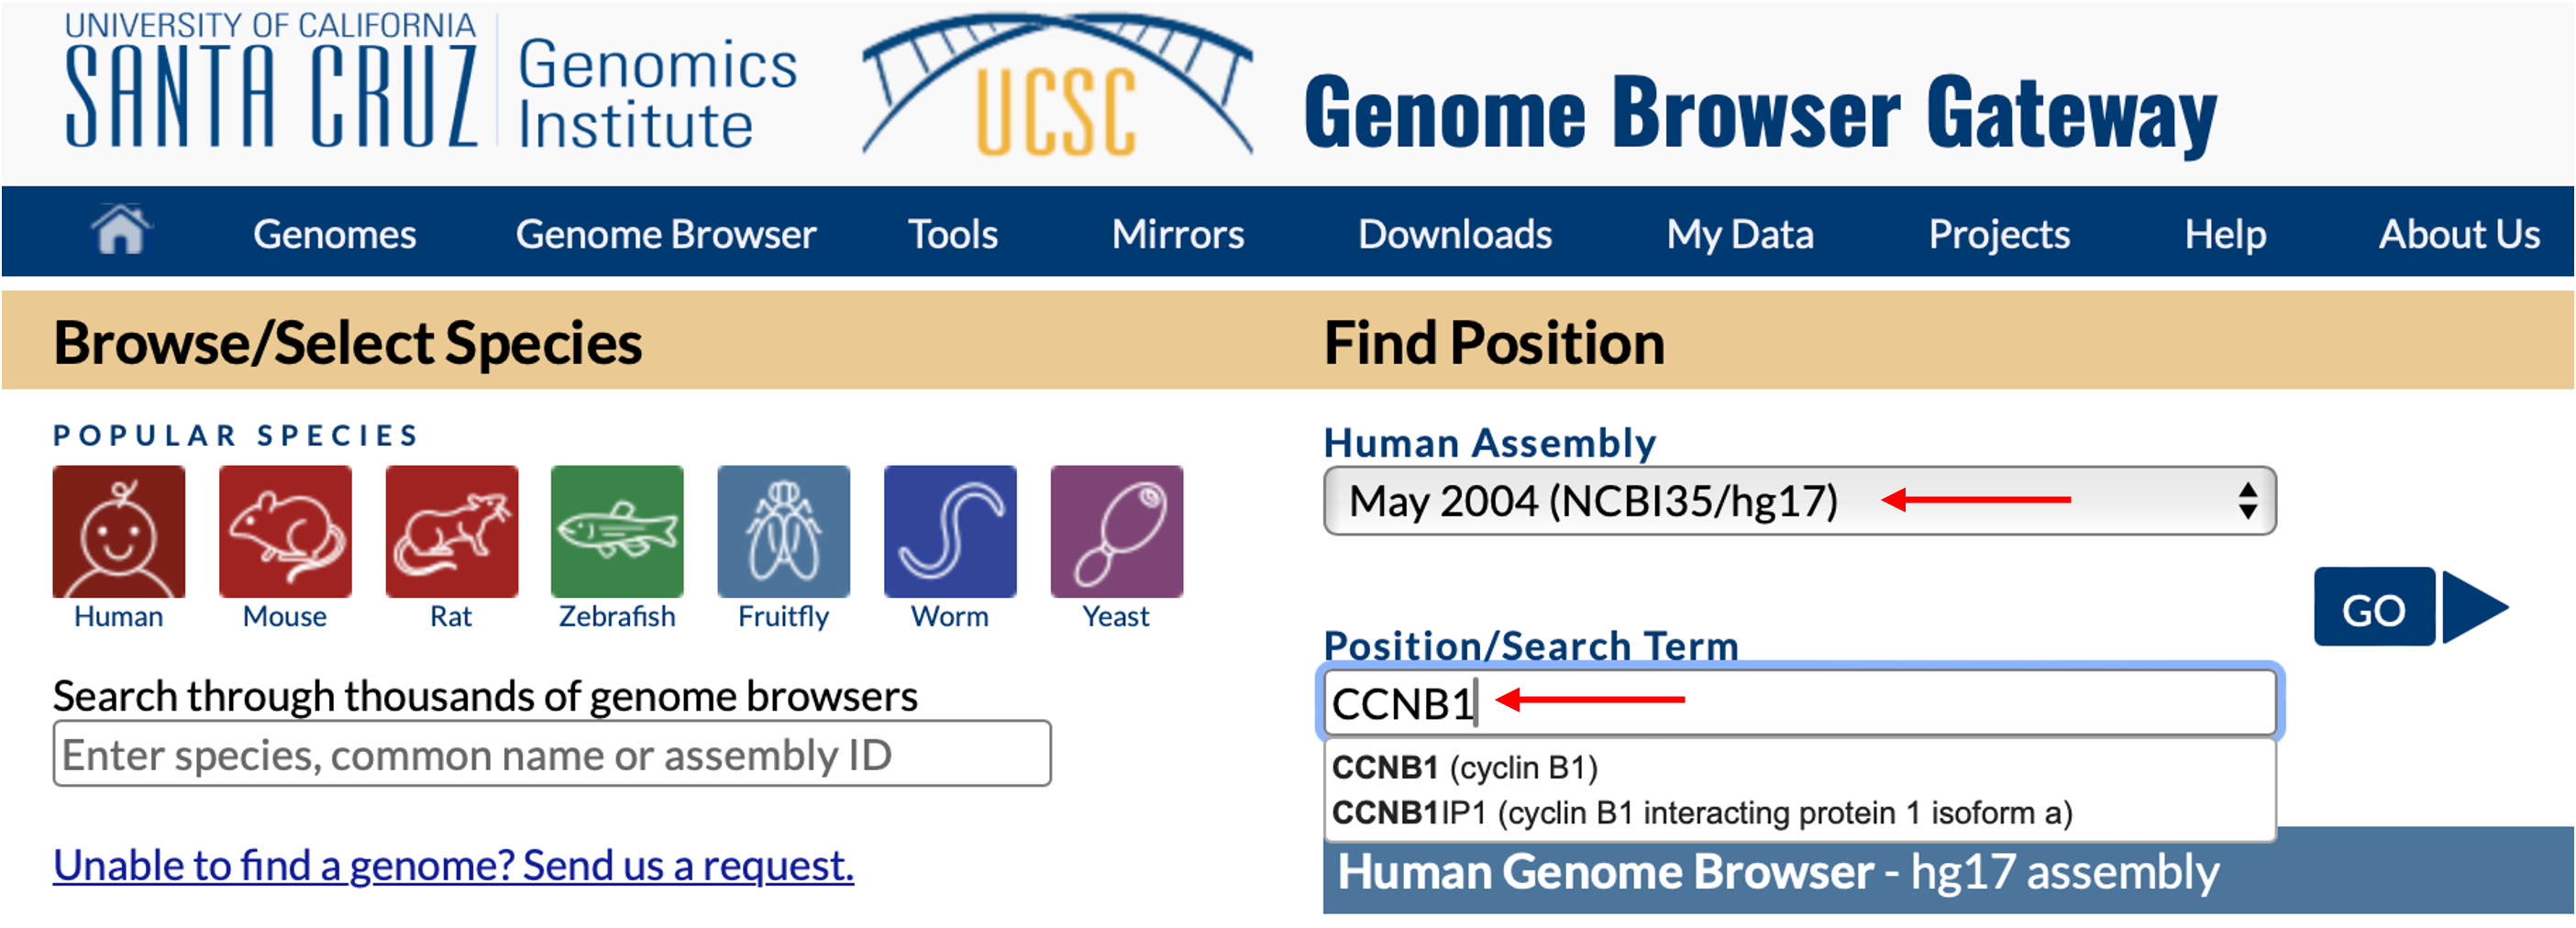 UNIVERSITY OF CALIFORNIA
SANTA CRUZ
Genomics
Institute
UCSC
Genome Browser Gateway
Genomes Genome Browser Tools Mirrors Downloads My Data Projects Help About Us
Browse/Select Species
Find Position
POPULAR SPECIES
Human Mouse Rat Zebrafish Fruitfly Worm Yeast
Search through thousands of genome browsers
Enter species, common name or assembly ID
Unable to find a genome? Send us a request.
Human Assembly
May 2004 (NCBI35/hg17)
GO
Position/Search Term
CCNB1
CCNB1 (cyclin B1)
CCNB1IP1 (cyclin B1 interacting protein 1 isoform a)
Human Genome Browser - hg17 assembly